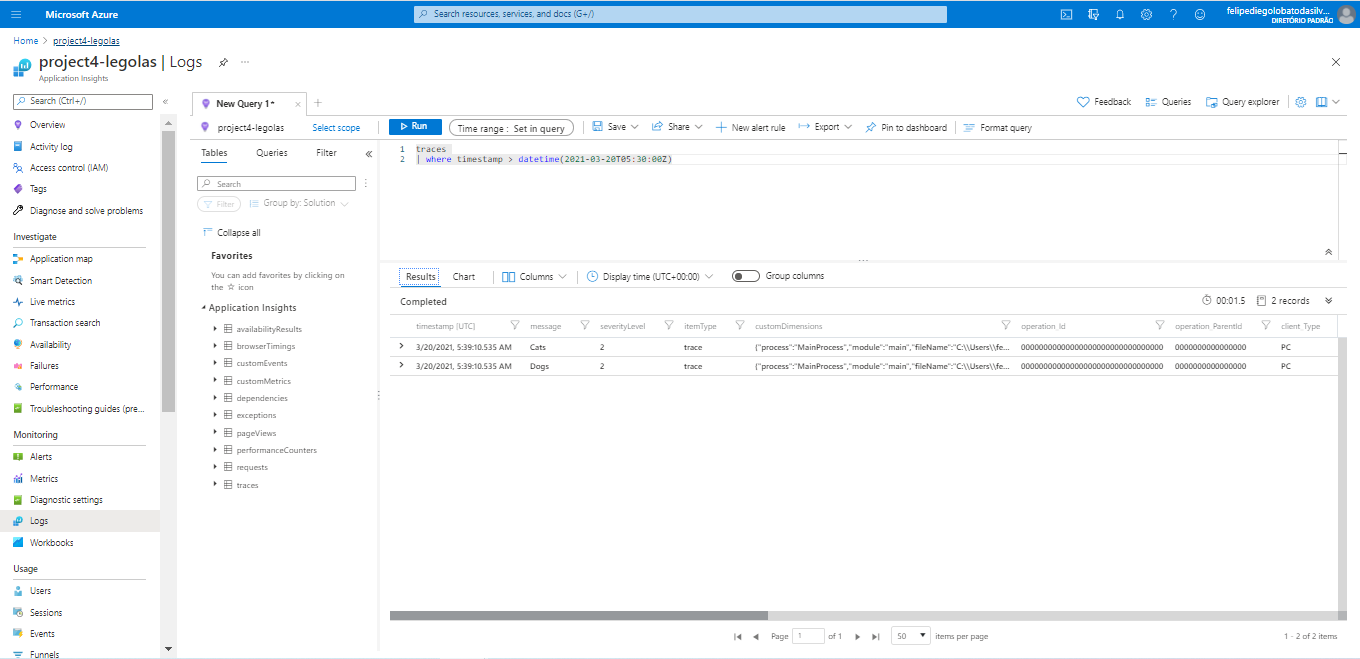 Microsoft Azure
Search resources, services, and docs (G+/)
felipediegolobatodasilv...
DIRETÓRIO PADRÃO
Home > project4-legolas
project4-legolas | Logs
Application Insights
Search (Ctrl+/)
Overview
Activity log
Access control (IAM)
Tags
Diagnose and solve problems
Investigate
Application map
Smart Detection
Live metrics
Transaction search
Availability
Failures
Performance
Troubleshooting guides (pre...
Monitoring
Alerts
Metrics
Diagnostic settings
Logs
Workbooks
Usage
Users
Sessions
Events
Funnels
New Query 1*
Feedback
Queries
Query explorer
project4-legolas
Select scope
Run
Time range : Set in query
Save
Share
New alert rule
Export
Pin to dashboard
Format query
Tables
Queries
Filter
Search
Filter
Group by: Solution
Collapse all
Favorites
You can add favorites by clicking on
the ☆ icon
Application Insights
availabilityResults
browserTimings
customEvents
customMetrics
dependencies
exceptions
pageViews
performanceCounters
requests
traces
1 traces
2 | where timestamp > datetime(2021-03-20T05:30:00Z)
Results
Chart
Columns
Display time (UTC+00:00)
Group columns
Completed
00:01.5
2 records
timestamp [UTC] message severityLevel itemType customDimensions operation_Id operation_ParentId client_Type
3/20/2021, 5:39:10.535 AM Cats 2 trace {"process":"MainProcess","module":"main","fileName":"C:\\Users\\fe... 00000000000000000000000000000000 0000000000000000 PC
3/20/2021, 5:39:10.535 AM Dogs 2 trace {"process":"MainProcess","module":"main","fileName":"C:\\Users\\fe... 00000000000000000000000000000000 0000000000000000 PC
Page 1 of 1
50 items per page
1 - 2 of 2 items